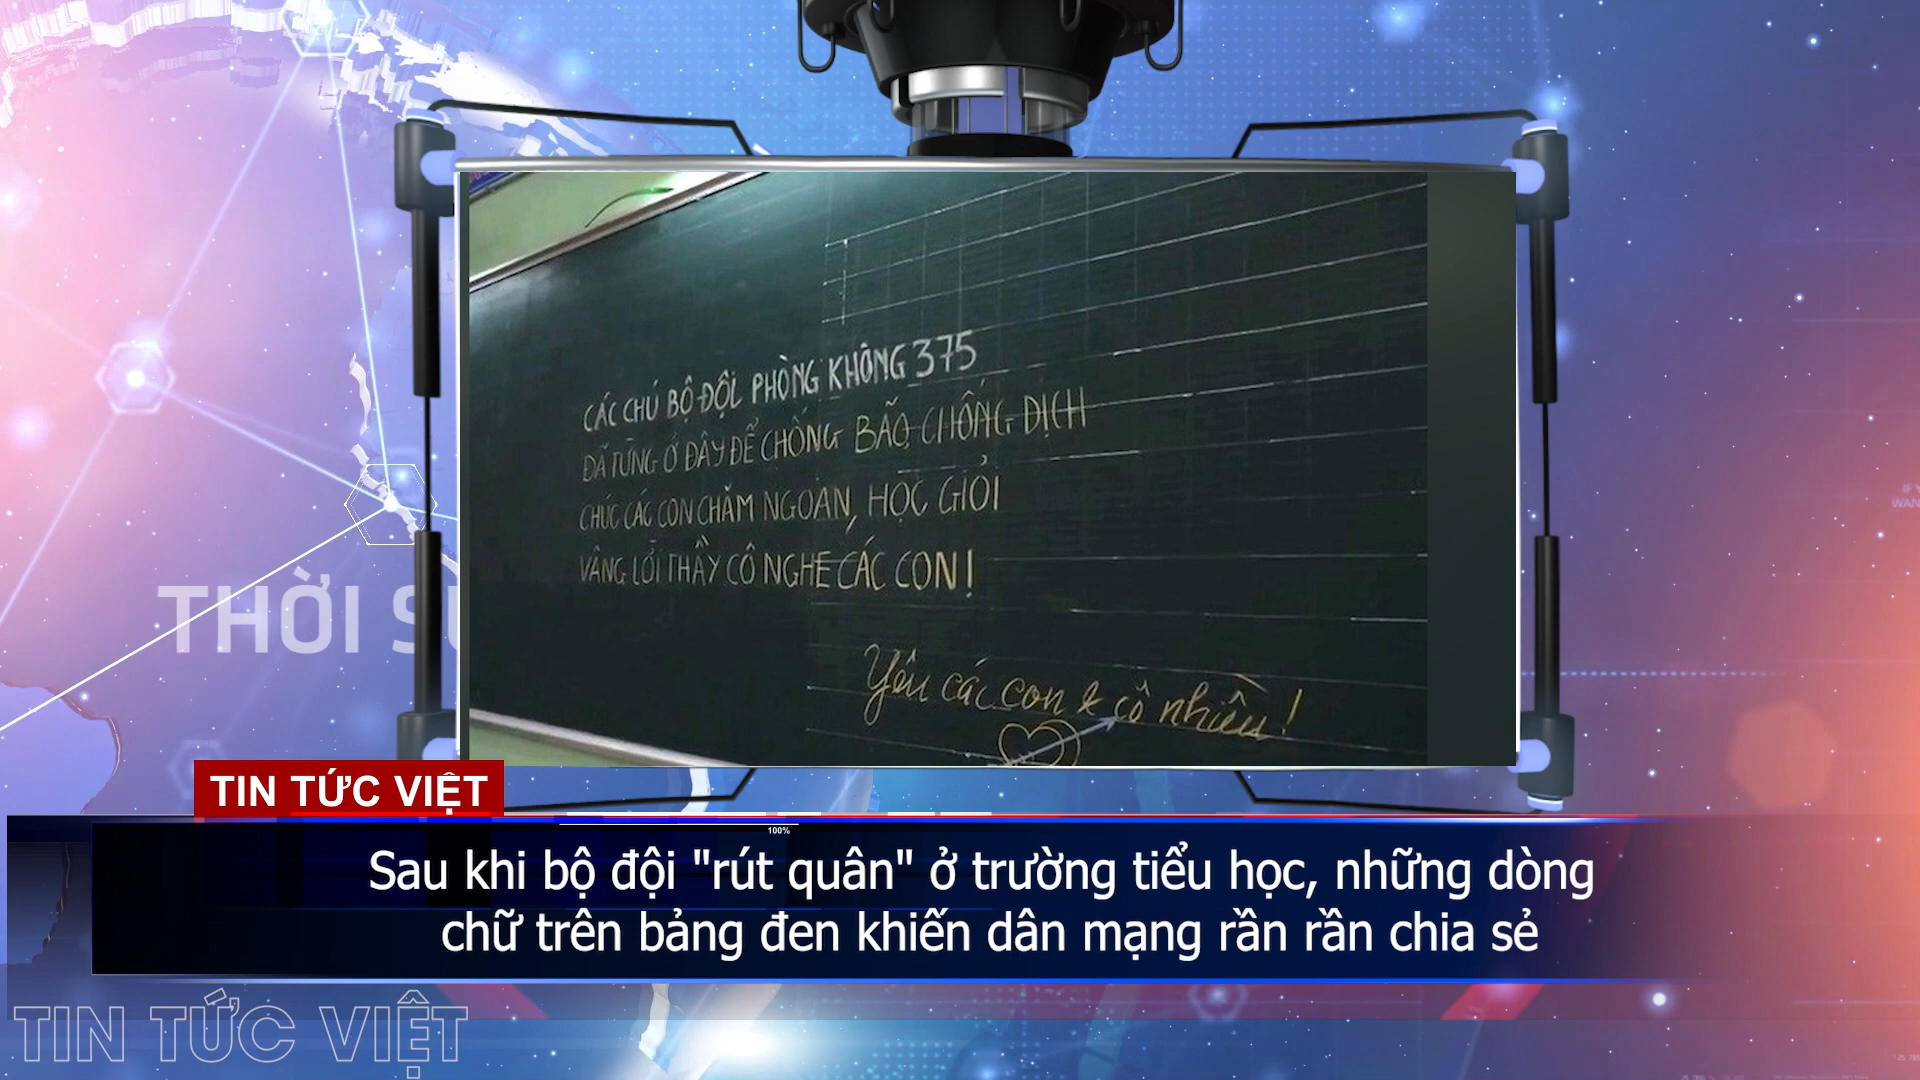 CÁC CHÚ BỘ ĐỘI PHÒNG KHÔNG 375
ĐÃ TỪNG Ở ĐÂY ĐỂ CHỐNG BÃO, CHỐNG DỊCH
CHÚC CÁC CON CHĂM NGOAN, HỌC GIỎI
VÂNG LỜI THẦY CÔ NGHE CÁC CON!
Yêu các con & cô nhiều!
THỜI SỰ
TIN TỨC VIỆT
100%
Sau khi bộ đội "rút quân" ở trường tiểu học, những dòng
chữ trên bảng đen khiến dân mạng rần rần chia sẻ
TIN TỨC VIỆT